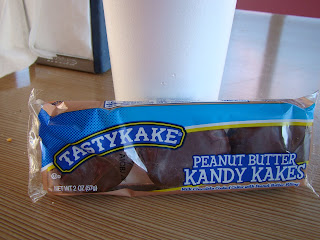 TASTYKAKE
PEANUT BUTTER
KANDY KAKES
NET WT. 2 OZ. (57g)